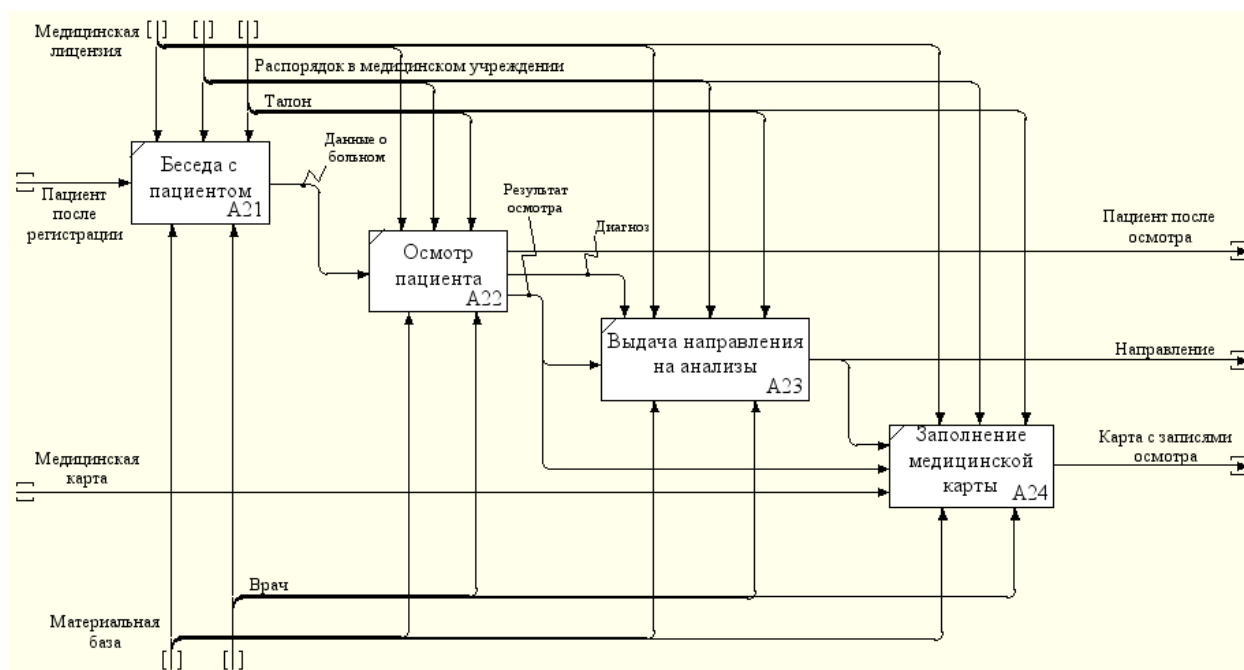 Медицинская
лицензия
Распорядок в медицинском учреждении
Талон
Данные о
больном
Беседа с
пациентом
A21
Пациент
после
регистрации
Результат
осмотра
Диагноз
Пациент после
осмотра
Осмотр
пациента
A22
Выдача направления
на анализы
A23
Направление
Заполнение
медицинской
карты
A24
Карта с записями
осмотра
Медицинская
карта
Врач
Материальная
база